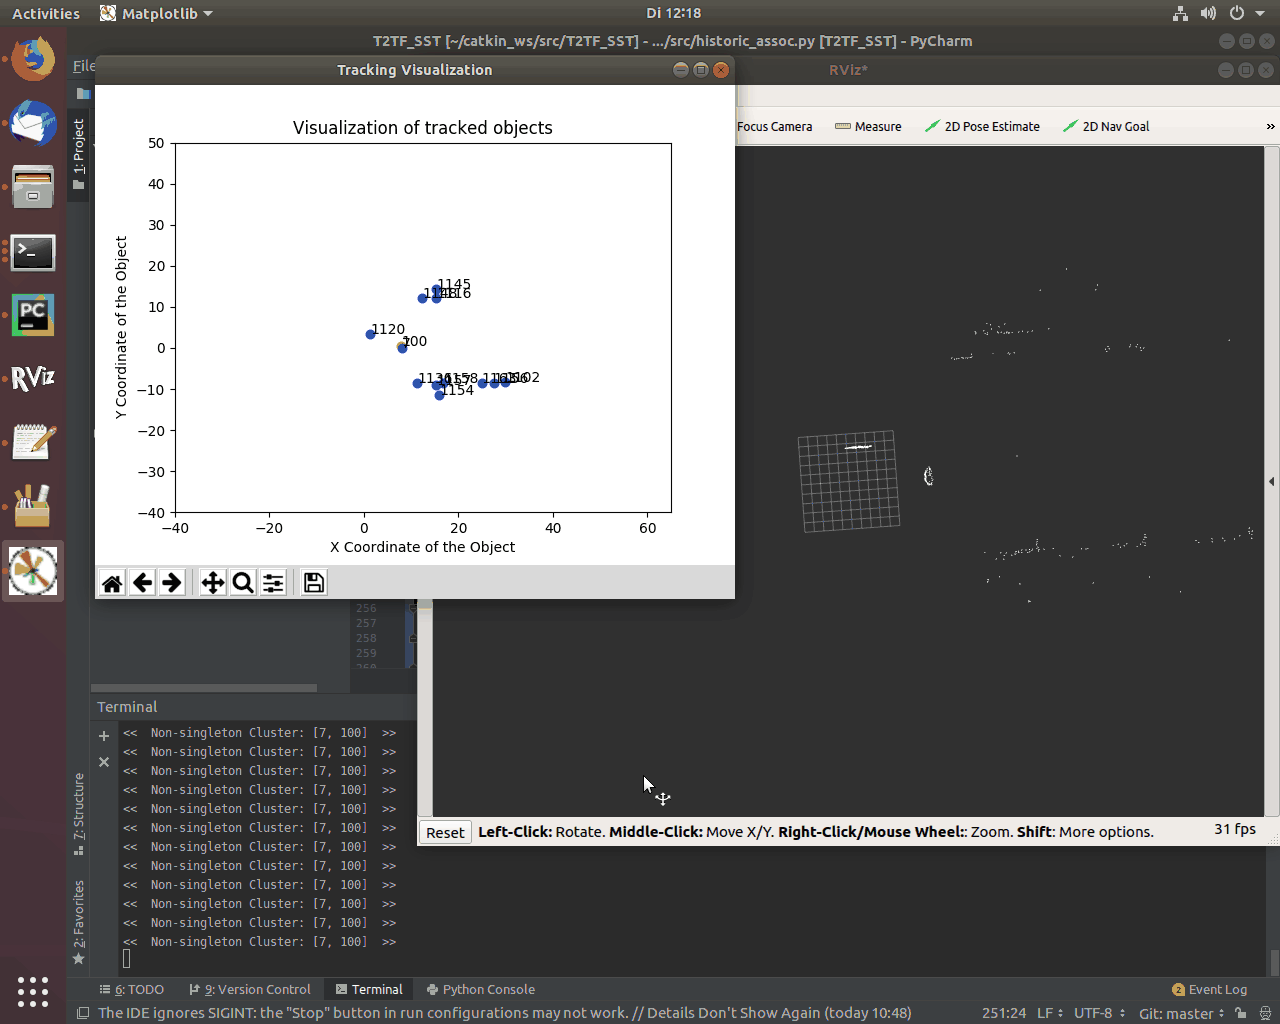 Activities
Matplotlib
Di 12:18
T2TF_SST [~/catkin_ws/src/T2TF_SST] - .../src/historic_assoc.py [T2TF_SST] - PyCharm
File
Tracking Visualization
RViz*
Focus Camera
Measure
2D Pose Estimate
2D Nav Goal
»
1: Project
Visualization of tracked objects
50
40
30
20
10
0
−10
−20
−30
−40
−40
−20
0
20
40
60
Y Coordinate of the Object
X Coordinate of the Object
1145
1120
100
1158
1154
1102
PC
RViz
256
257
258
259
260
Terminal
<< Non-singleton Cluster: [7, 100] >>
<< Non-singleton Cluster: [7, 100] >>
<< Non-singleton Cluster: [7, 100] >>
<< Non-singleton Cluster: [7, 100] >>
<< Non-singleton Cluster: [7, 100] >>
<< Non-singleton Cluster: [7, 100] >>
<< Non-singleton Cluster: [7, 100] >>
<< Non-singleton Cluster: [7, 100] >>
<< Non-singleton Cluster: [7, 100] >>
<< Non-singleton Cluster: [7, 100] >>
<< Non-singleton Cluster: [7, 100] >>
<< Non-singleton Cluster: [7, 100] >>
7: Structure
2: Favorites
Reset
Left-Click: Rotate. Middle-Click: Move X/Y. Right-Click/Mouse Wheel:: Zoom. Shift: More options.
31 fps
6: TODO
9: Version Control
Terminal
Python Console
2 Event Log
The IDE ignores SIGINT: the "Stop" button in run configurations may not work. // Details Don't Show Again (today 10:48)
251:24
LF
UTF-8
Git: master